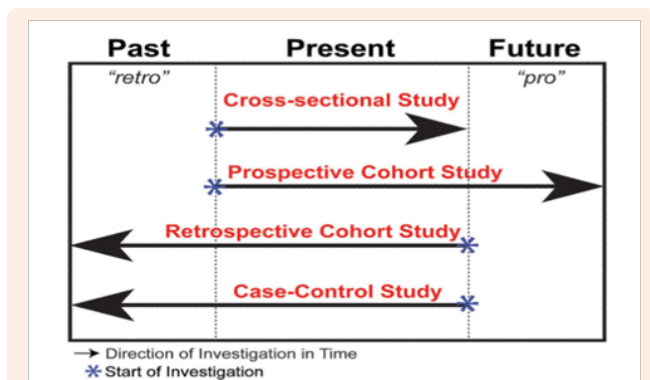 Past Present Future
"retro" "pro"
Cross-sectional Study
Prospective Cohort Study
Retrospective Cohort Study
Case-Control Study
Direction of Investigation in Time
Start of Investigation